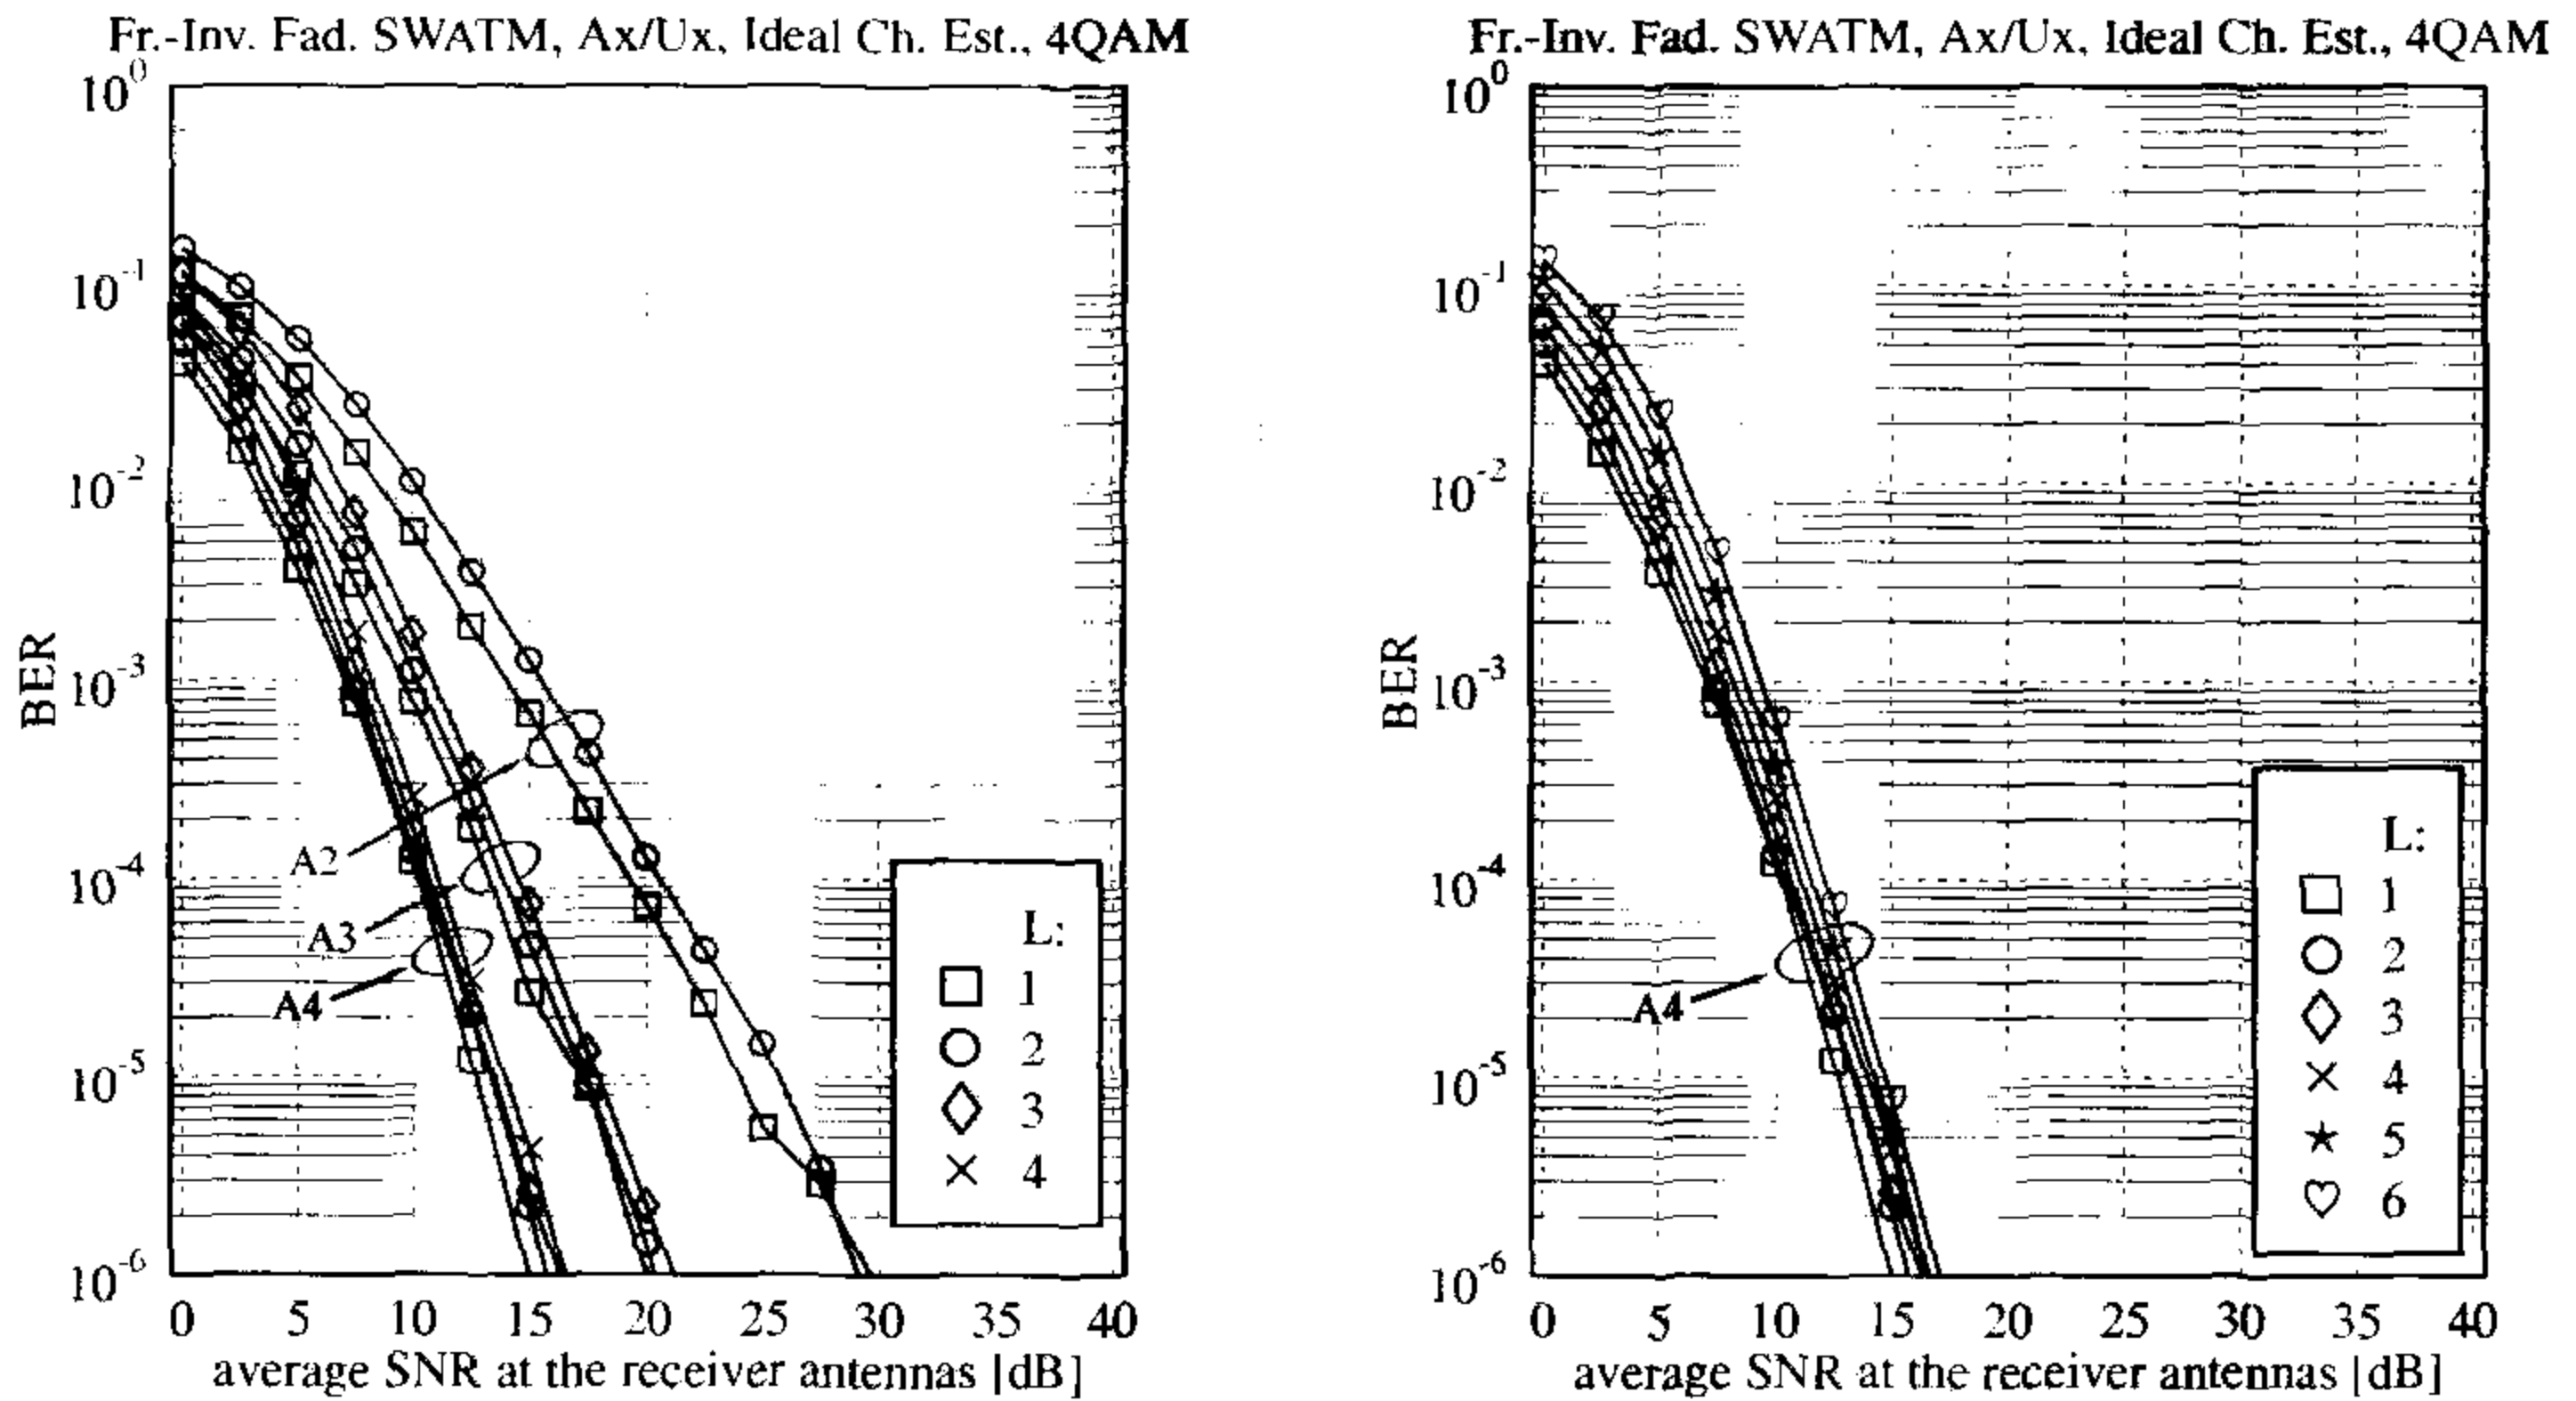 Fr.-Inv. Fad. SWATM, Ax/Ux, Ideal Ch. Est., 4QAM
10^0
10^-1
10^-2
10^-3
10^-4
10^-5
10^-6
BER
A2
A3
A4
L:
1
2
3
4
0 5 10 15 20 25 30 35 40
average SNR at the receiver antennas [dB]
Fr.-Inv. Fad. SWATM, Ax/Ux, Ideal Ch. Est., 4QAM
10^0
10^-1
10^-2
10^-3
10^-4
10^-5
10^-6
BER
A4
L:
1
2
3
4
5
6
0 5 10 15 20 25 30 35 40
average SNR at the receiver antennas [dB]